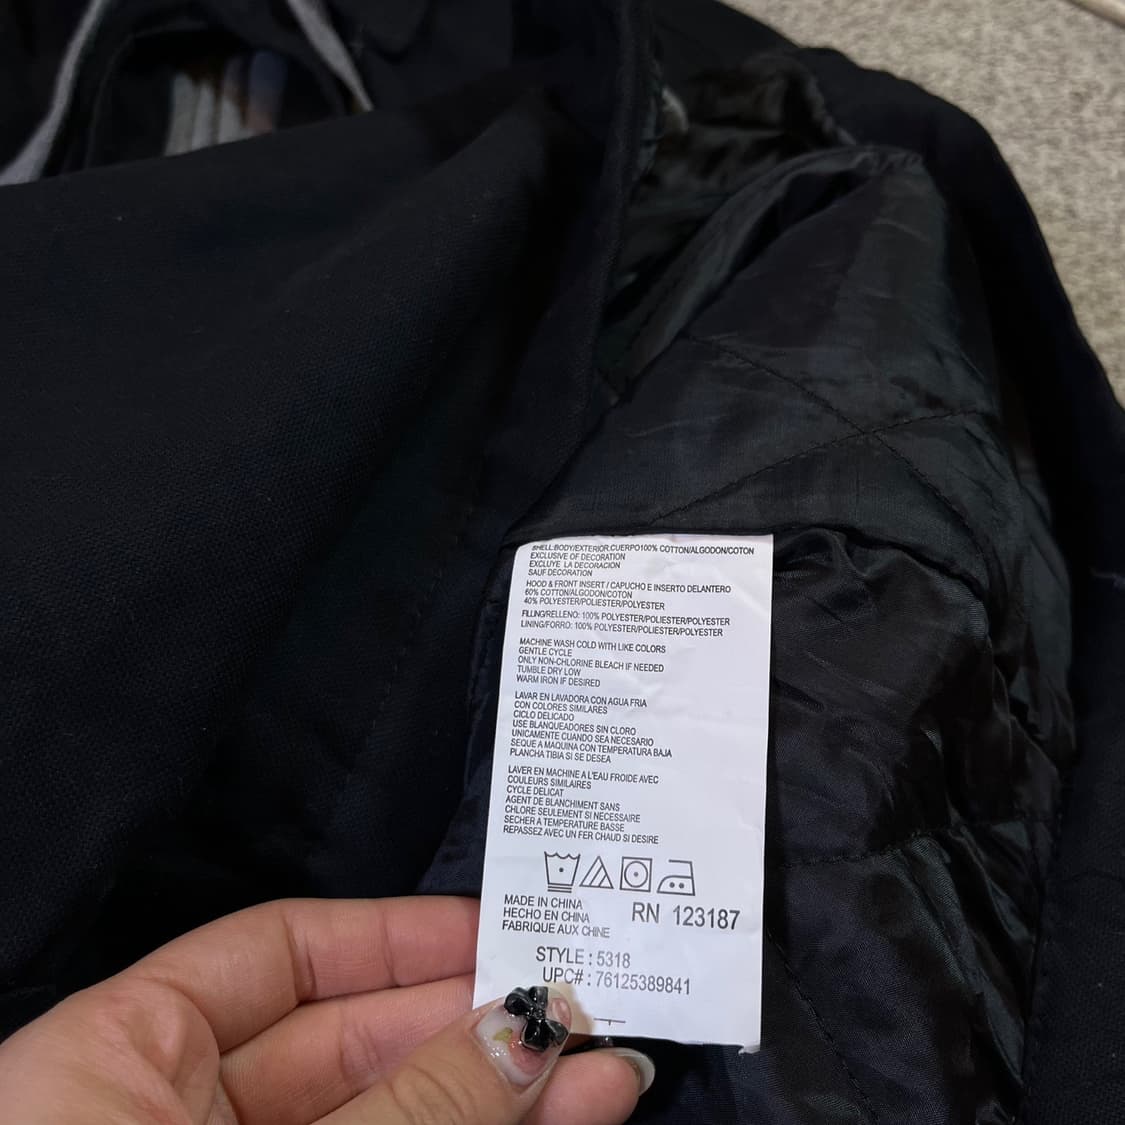 SHELL:BODY/EXTERIOR:CUERPO100% COTTON/ALGODON/COTON
EXCLUSIVE OF DECORATION
EXCLUYE LA DECORACION
SAUF DECORATION
HOOD & FRONT INSERT / CAPUCHO E INSERTO DELANTERO
60% COTTON/ALGODON/COTON
40% POLYESTER/POLIESTER/POLYESTER
FILLING/RELLENO: 100% POLYESTER/POLIESTER/POLYESTER
LINING/FORRO: 100% POLYESTER/POLIESTER/POLYESTER
MACHINE WASH COLD WITH LIKE COLORS
GENTLE CYCLE
ONLY NON-CHLORINE BLEACH IF NEEDED
TUMBLE DRY LOW
WARM IRON IF DESIRED
LAVAR EN LAVADORA CON AGUA FRIA
CON COLORES SIMILARES
CICLO DELICADO
USE BLANQUEADORES SIN CLORO
UNICAMENTE CUANDO SEA NECESARIO
SEQUE A MAQUINA CON TEMPERATURA BAJA
PLANCHA TIBIA SI SE DESEA
LAVER EN MACHINE A L'EAU FROIDE AVEC
COULEURS SIMILAIRES
CYCLE DELICAT
AGENT DE BLANCHIMENT SANS
CHLORE SEULEMENT SI NECESSAIRE
SECHER A TEMPERATURE BASSE
REPASSEZ AVEC UN FER CHAUD SI DESIRE
MADE IN CHINA
HECHO EN CHINA
FABRIQUE AUX CHINE
RN 123187
STYLE : 5318
UPC# : 76125389841